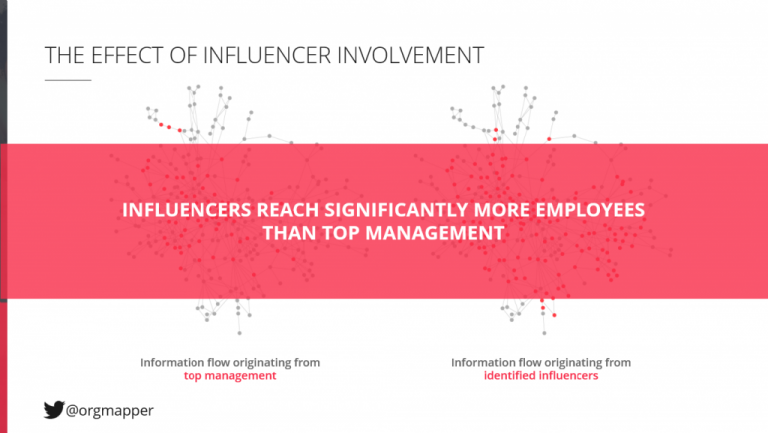 THE EFFECT OF INFLUENCER INVOLVEMENT
INFLUENCERS REACH SIGNIFICANTLY MORE EMPLOYEES
THAN TOP MANAGEMENT
Information flow originating from
top management
Information flow originating from
identified influencers
@orgmapper